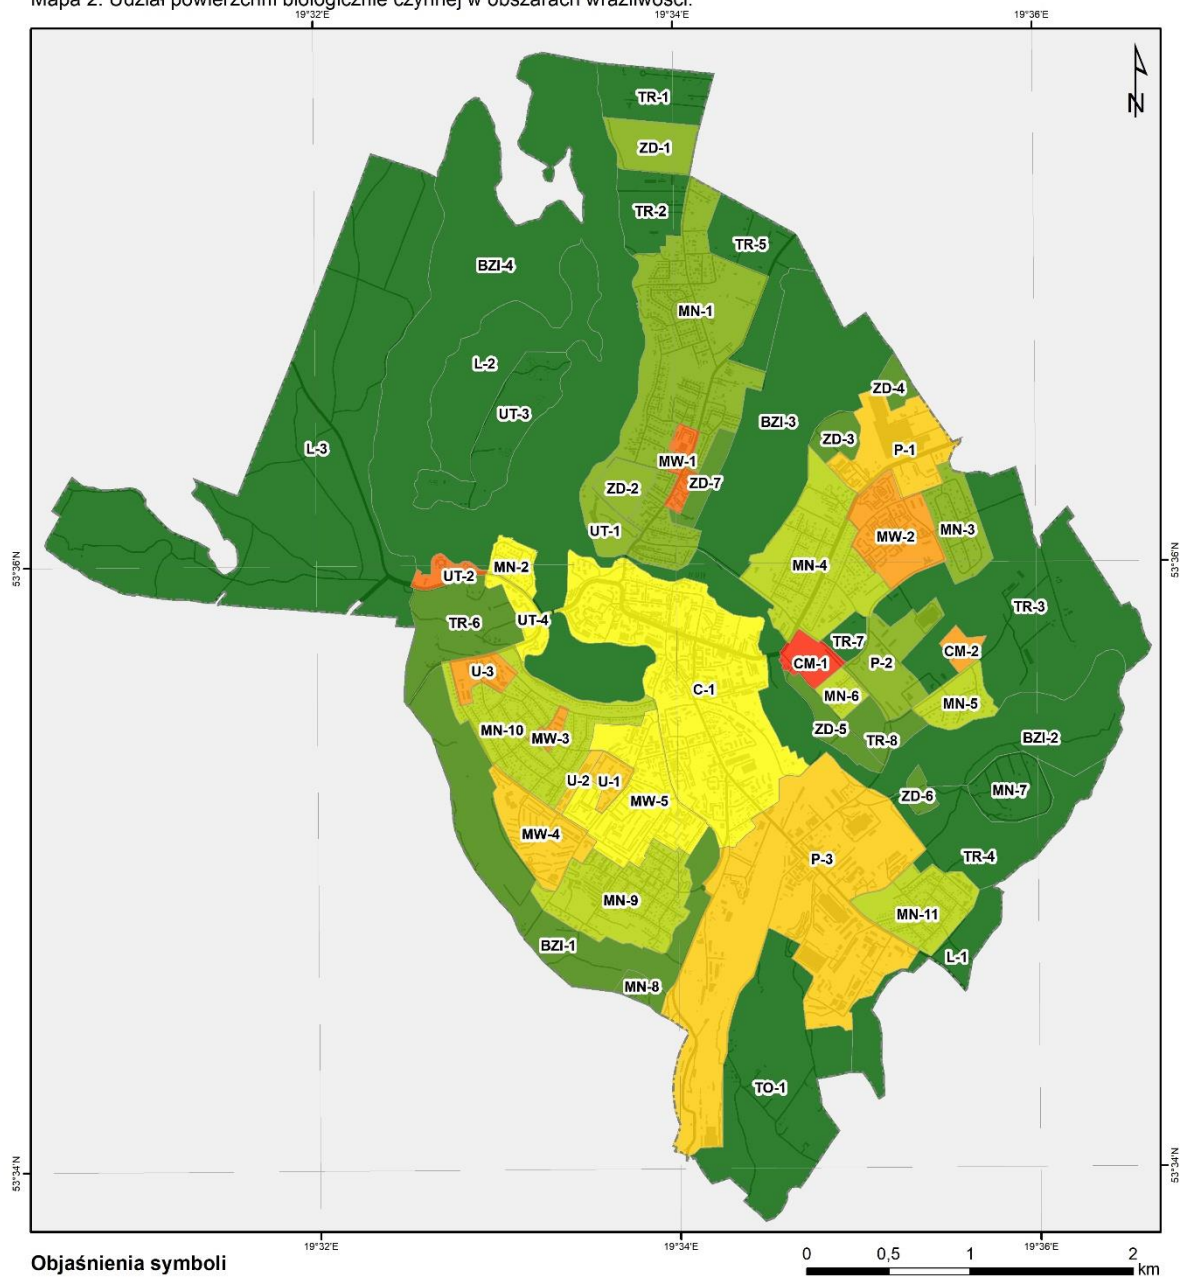 Mapa 2. Udział powierzchni biologicznie czynnej w obszarach wrażliwości.
19°32'E 19°34'E 19°36'E
N
TR-1
ZD-1
TR-2
TR-5
BZI-4
MN-1
L-2
ZD-4
UT-3
BZI-3
ZD-3
L-3
P-1
MW-1
ZD-7
ZD-2
UT-1
MN-3
MW-2
53°36'N 53°36'N
MN-2
MN-4
UT-2
TR-3
UT-4
TR-6
TR-7
CM-2
CM-1
P-2
U-3
C-1
MN-6
MN-5
MN-10
ZD-5
MW-3
TR-8
BZI-2
U-2
U-1
MN-7
ZD-6
MW-5
MW-4
P-3
TR-4
MN-9
MN-11
BZI-1
L-1
MN-8
TO-1
53°34'N 53°34'N
19°32'E 19°34'E 19°36'E
Objaśnienia symboli
0 0,5 1 2
km